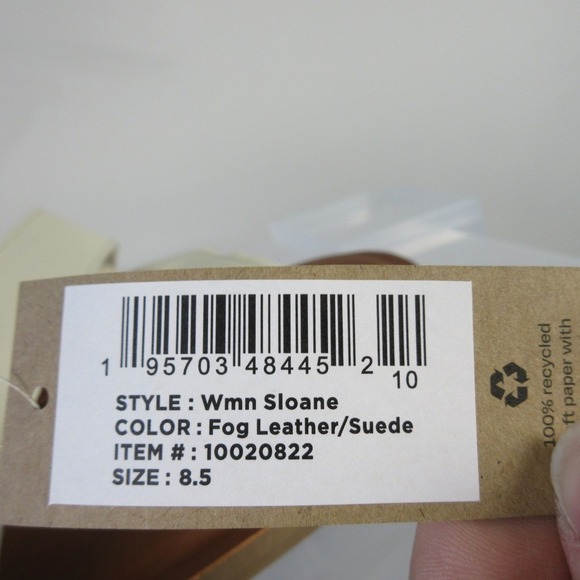 1 95703 48445 2 10
STYLE : Wmn Sloane
COLOR : Fog Leather/Suede
ITEM # : 10020822
SIZE : 8.5
100% recycled
ft paper with